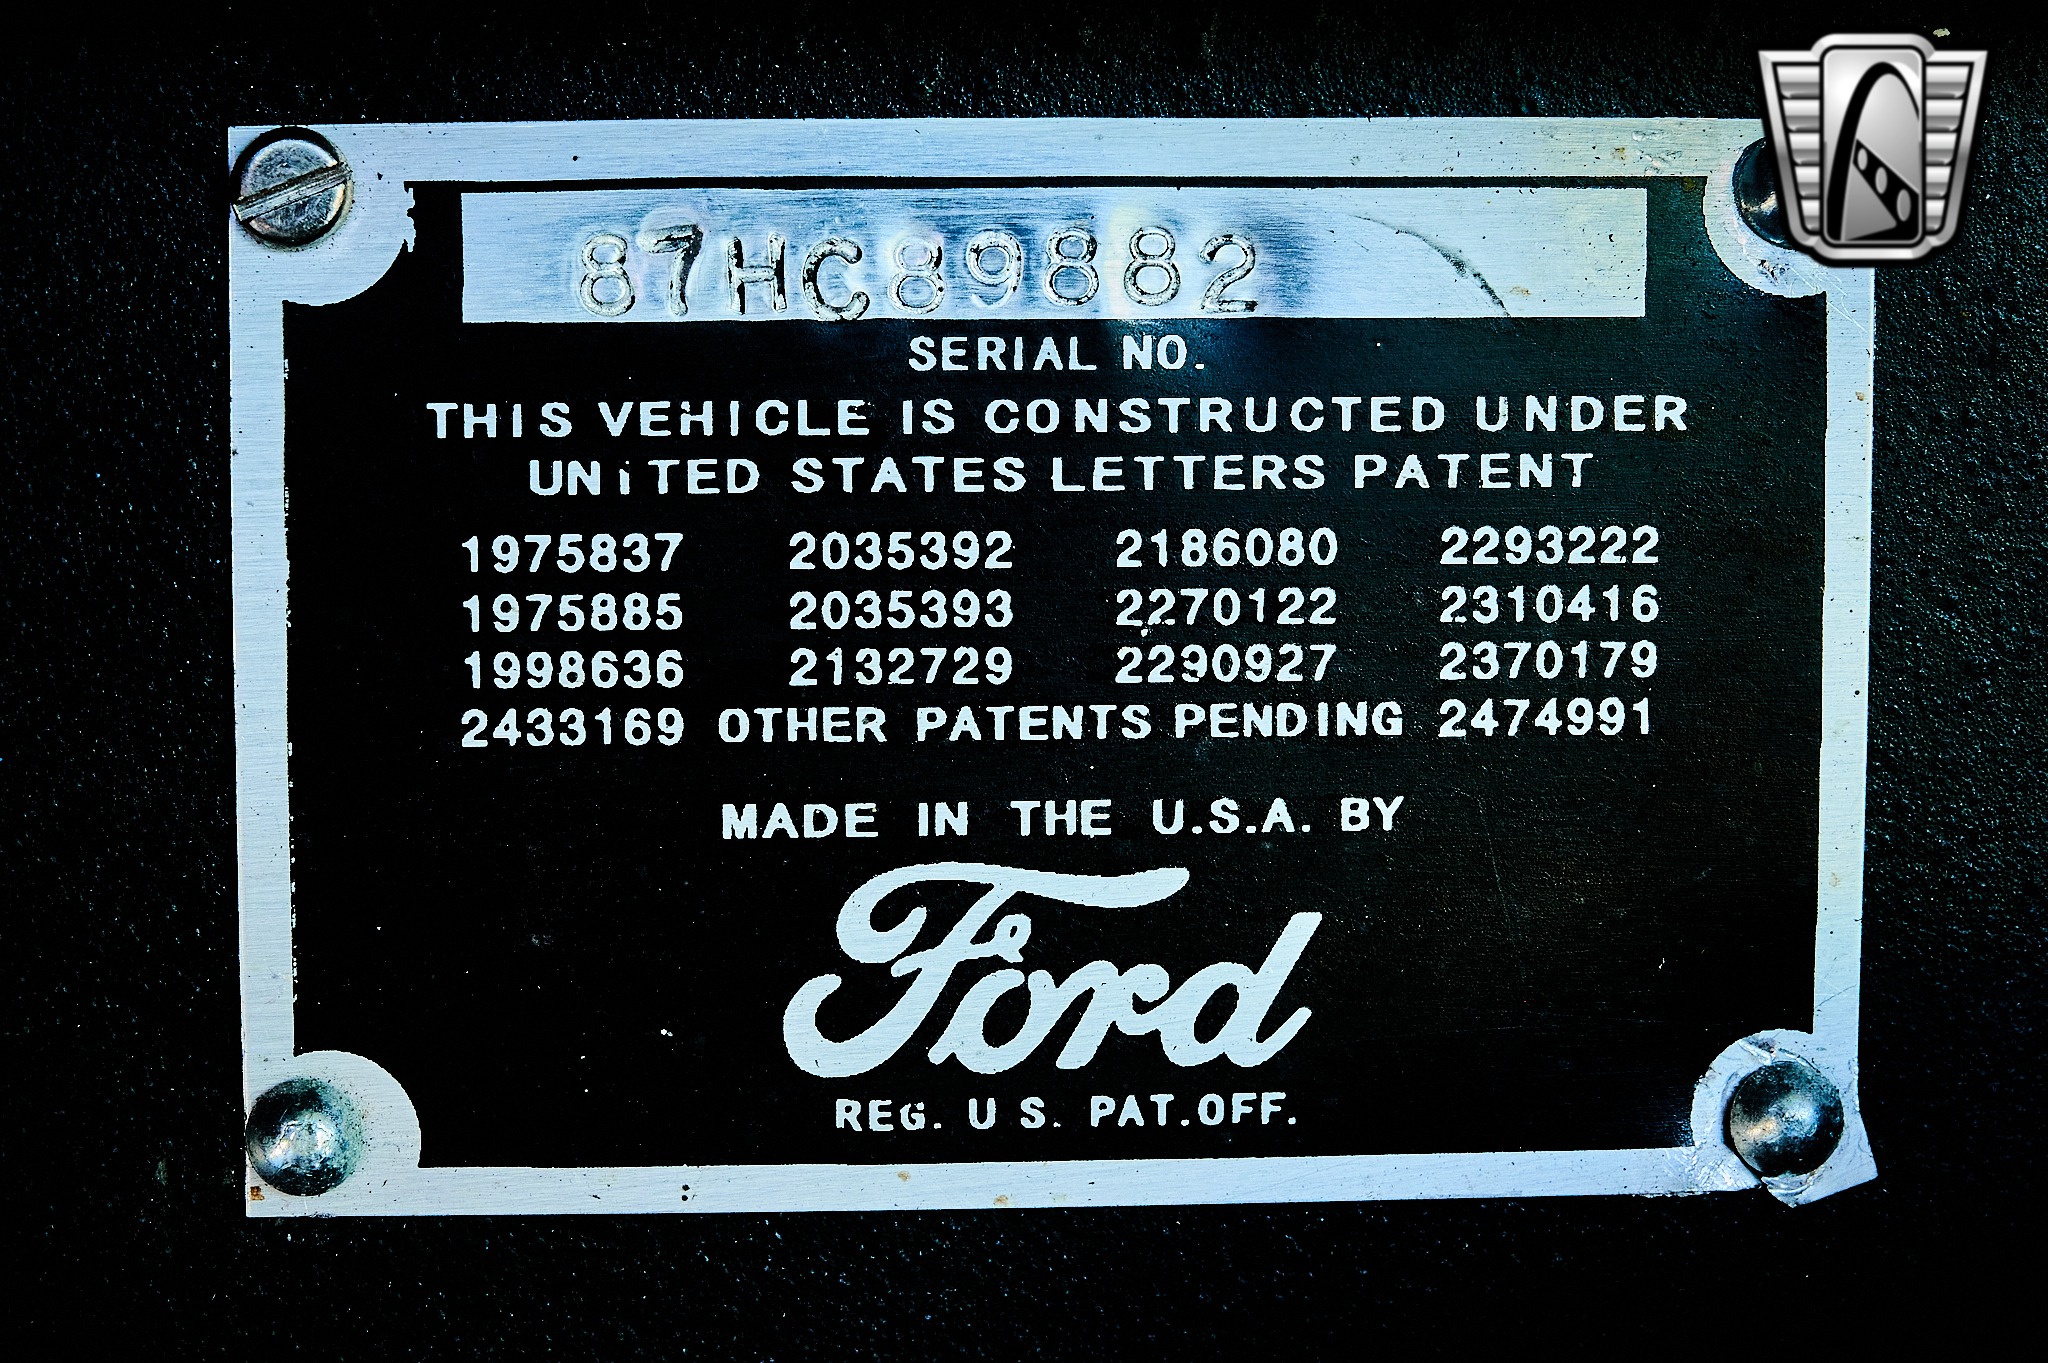 87HC89882
SERIAL NO.
THIS VEHICLE IS CONSTRUCTED UNDER
UNiTED STATES LETTERS PATENT
1975837 2035392 2186080 2293222
1975885 2035393 2270122 2310416
1998636 2132729 2290927 2370179
2433169 OTHER PATENTS PENDING 2474991
MADE IN THE U.S.A. BY
Ford
REG. U S. PAT.OFF.